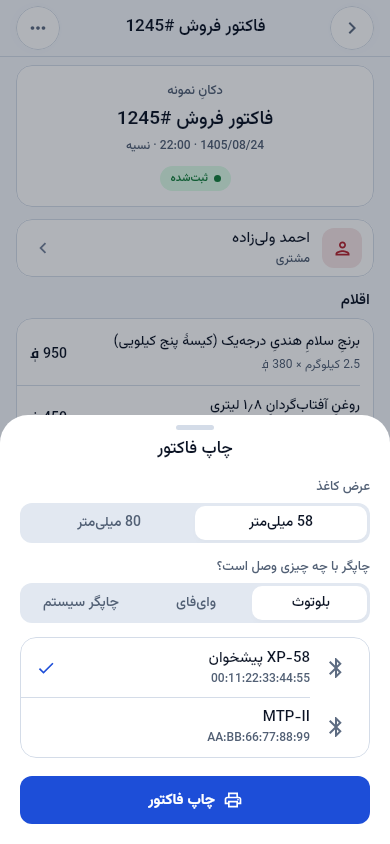 فاکتور فروش #1245
دکانِ نمونه
فاکتور فروش #1245
1405/08/24 · 22:00 · نسیه
ثبت‌شده
احمد ولی‌زاده
مشتری
اقلام
برنجِ سلامِ هندیِ درجه‌یک (کیسهٔ پنج کیلویی)
950 ؋
2.5 کیلوگرم × 380 ؋
روغنِ آفتاب‌گردانِ ۱٫۸ لیتری
چاپ فاکتور
عرض کاغذ
58 میلی‌متر
80 میلی‌متر
چاپگر با چه چیزی وصل است؟
بلوتوث
وای‌فای
چاپگر سیستم
XP-58 پیشخوان
00:11:22:33:44:55
MTP-II
AA:BB:66:77:88:99
چاپ فاکتور